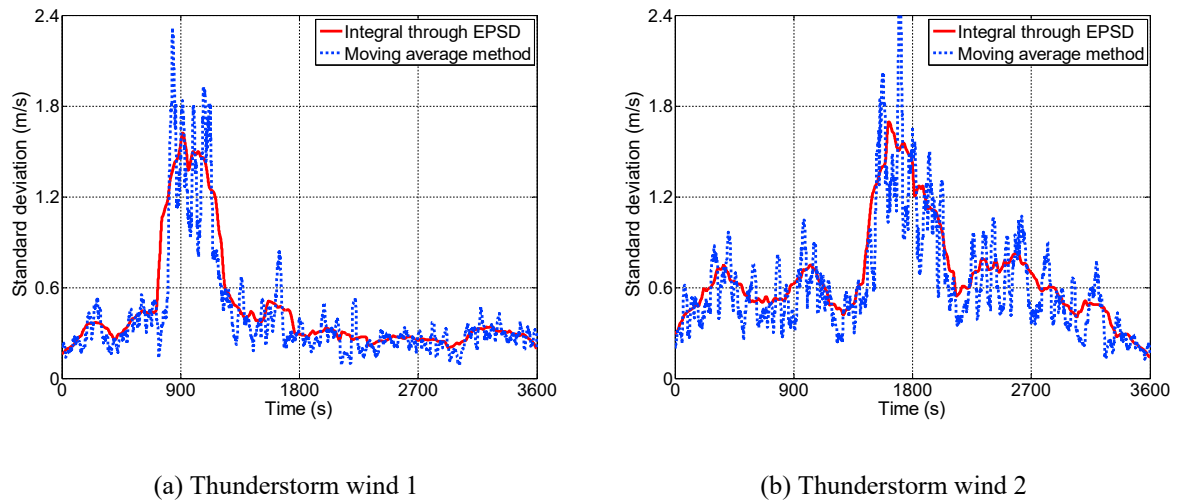 2.4
1.8
1.2
0.6
0
Standard deviation (m/s)
Integral through EPSD
Moving average method
0 900 1800 2700 3600
Time (s)
(a) Thunderstorm wind 1
2.4
1.8
1.2
0.6
0
Standard deviation (m/s)
Integral through EPSD
Moving average method
0 900 1800 2700 3600
Time (s)
(b) Thunderstorm wind 2